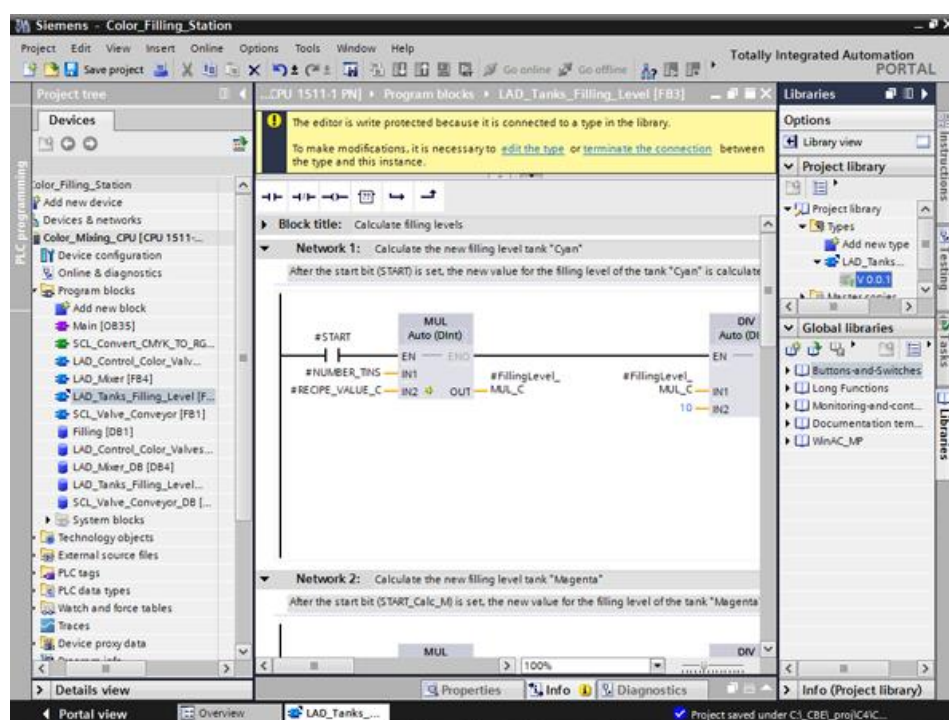 Siemens - Color_Filling_Station
Project Edit View Insert Online Options Tools Window Help
Totally Integrated Automation
PORTAL
Save project
Go online
Go offline
Project tree
...CPU 1511-1 PN] Program blocks LAD_Tanks_Filling_Level [FB3]
Libraries
PLC programming
Devices
Color_Filling_Station
Add new device
Devices & networks
Color_Mixing_CPU [CPU 1511-...
Device configuration
Online & diagnostics
Program blocks
Add new block
Main [OB35]
SCL_Convert_CMYK_TO_RG...
LAD_Control_Color_Valv...
LAD_Mixer [FB4]
LAD_Tanks_Filling_Level [F...
SCL_Valve_Conveyor [FB1]
Filling [DB1]
LAD_Control_Color_Valves...
LAD_Mixer_DB [DB4]
LAD_Tanks_Filling_Level...
SCL_Valve_Conveyor_DB [...
System blocks
Technology objects
External source files
PLC tags
PLC data types
Watch and force tables
Traces
Device proxy data
Details view
The editor is write protected because it is connected to a type in the library.
To make modifications, it is necessary to edit the type or terminate the connection between
the type and this instance.
Block title: Calculate filling levels
Network 1: Calculate the new filling level tank "Cyan"
After the start bit (START) is set, the new value for the filling level of the tank "Cyan" is calculate
#START
MUL
Auto (DInt)
EN ENO
#NUMBER_TINS IN1
#RECIPE_VALUE_C IN2 OUT
#FillingLevel_
MUL_C
DIV
Auto (DI
EN
#FillingLevel_
MUL_C IN1
10 IN2
Network 2: Calculate the new filling level tank "Magenta"
After the start bit (START_Calc_M) is set, the new value for the filling level of the tank "Magenta
MUL
DIV
100%
Properties
Info
Diagnostics
Options
Library view
Project library
Project library
Types
Add new type
LAD_Tanks...
V 0.0.1
Master copies
Global libraries
Buttons-and-Switches
Long Functions
Monitoring-and-cont...
Documentation tem...
WinAC_MP
Info (Project library)
Instructions
Testing
Tasks
Libraries
Portal view
Overview
LAD_Tanks_...
Project saved under C:\_CBE\_proj\C4\C...